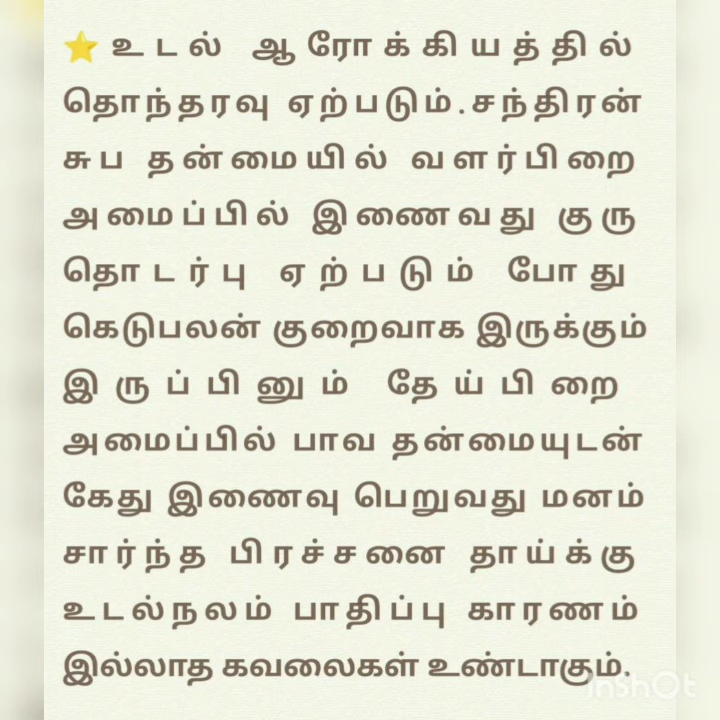 ⭐ உடல் ஆரோக்கியத்தில்
தொந்தரவு ஏற்படும்.சந்திரன்
சுப தன்மையில் வளர்பிறை
அமைப்பில் இணைவது குரு
தொடர்பு ஏற்படும் போது
கெடுபலன் குறைவாக இருக்கும்
இருப்பினும் தேய்பிறை
அமைப்பில் பாவ தன்மையுடன்
கேது இணைவு பெறுவது மனம்
சார்ந்த பிரச்சனை தாய்க்கு
உடல்நலம் பாதிப்பு காரணம்
இல்லாத கவலைகள் உண்டாகும்.
InShOt